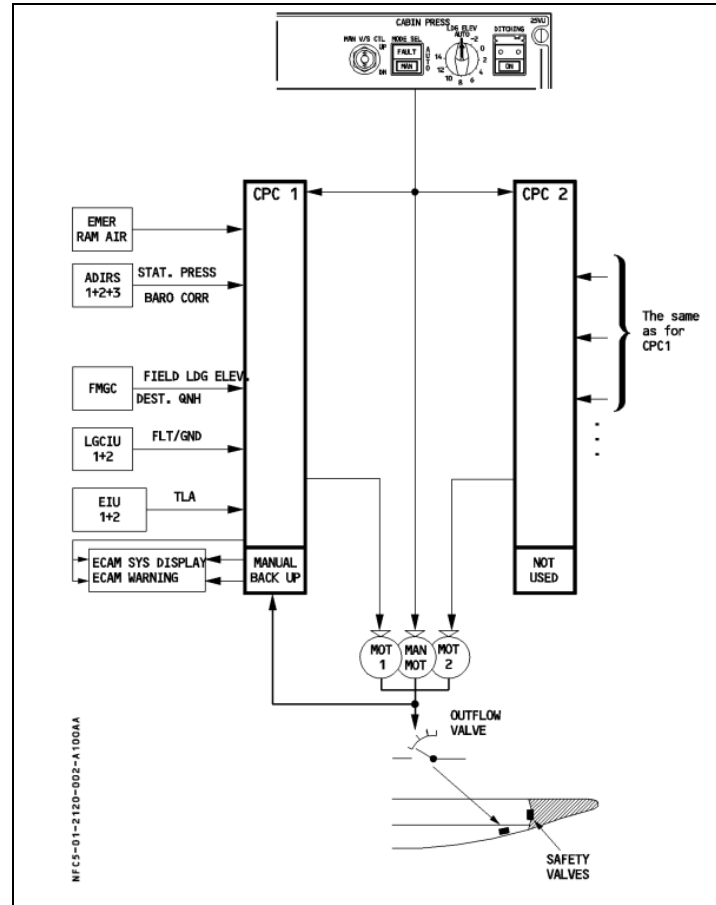 CABIN PRESS
25VU
MAN V/S CTL
UP
DN
MODE SEL
FAULT
MAN
AUTO
LDG ELEV
AUTO
-2
0
2
4
6
8
10
12
14
DITCHING
ON
CPC 1
CPC 2
EMER
RAM AIR
ADIRS
1+2+3
STAT. PRESS
BARO CORR
The same
as for
CPC1
FMGC
FIELD LDG ELEV.
DEST. QNH
LGCIU
1+2
FLT/GND
EIU
1+2
TLA
ECAM SYS DISPLAY
ECAM WARNING
MANUAL
BACK UP
NOT
USED
MOT
1
MAN
MOT
MOT
2
OUTFLOW
VALVE
SAFETY
VALVES
NFC5-01-2120-002-A100AA